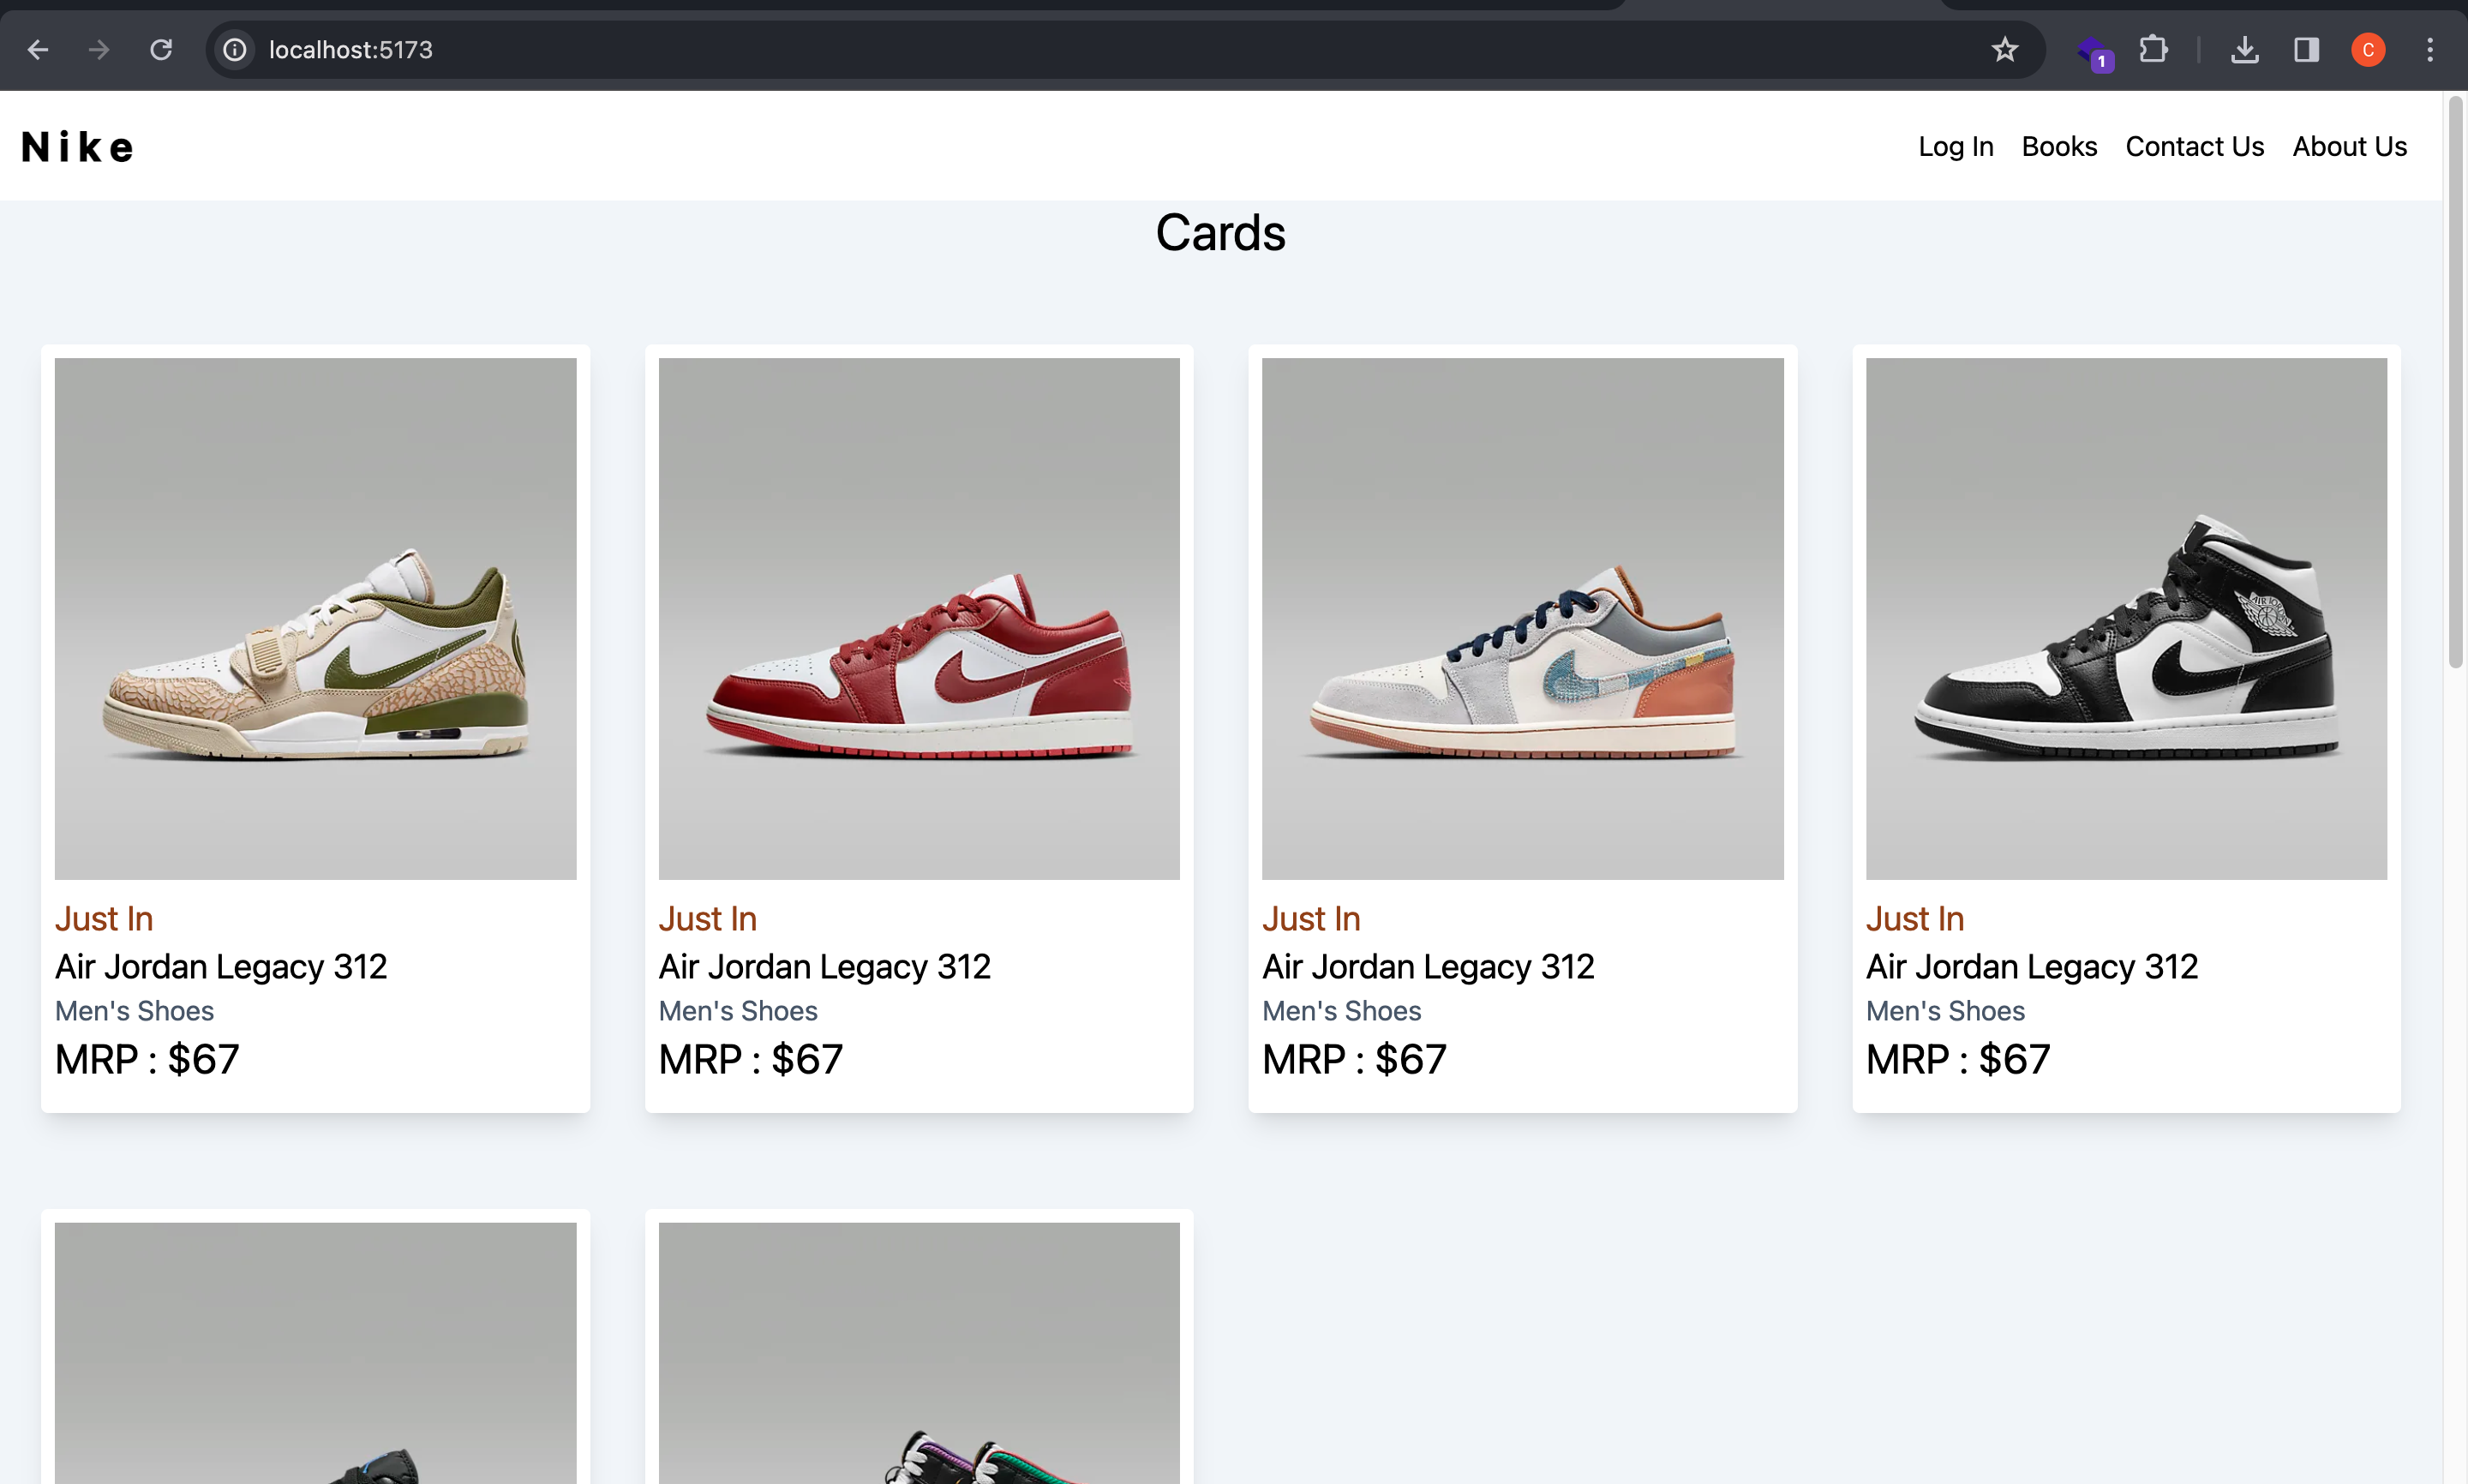 localhost:5173
1
C
Nike
Log In Books Contact Us About Us
Cards
Just In
Air Jordan Legacy 312
Men's Shoes
MRP : $67
Just In
Air Jordan Legacy 312
Men's Shoes
MRP : $67
Just In
Air Jordan Legacy 312
Men's Shoes
MRP : $67
Just In
Air Jordan Legacy 312
Men's Shoes
MRP : $67